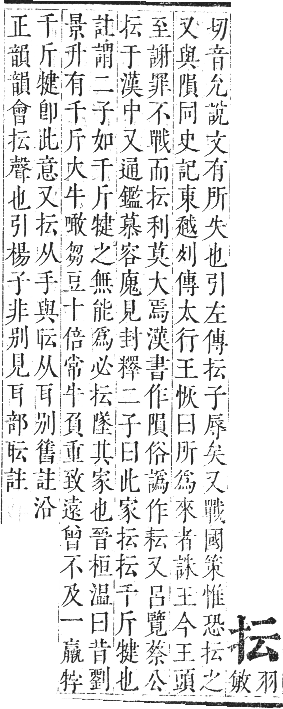 抎羽敏
切音允說文有所失也引左傳抎子辱矣又戰國策惟恐抎之
又與隕同史記東越列傳太行王恢曰所爲來者誅王今王頭
至謝罪不戰而抎利莫大焉漢書作隕俗譌作耘又呂覽蔡公
抎于漢中又通鑑慕容廆見封釋二子曰此家抎抎千斤犍也
註謂二子如千斤犍之無能爲必抎墜其家也晉桓溫曰昔劉
景升有千斤大牛噉芻豆十倍常牛負重致遠曾不及一羸牸
千斤犍卽此意又抎从手與耺从耳別舊註沿
正韻韻會抎聲也引楊子非別見耳部耺註